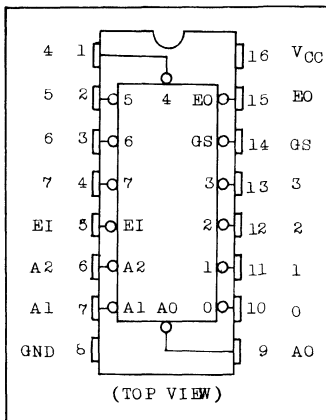 4 1 16 VCC
4
5 2 5 EO 15 EO
6 3 6 GS 14 GS
7 4 7 3 13 3
EI 5 EI 2 12 2
A2 6 A2 1 11 1
A1 7 A1 A0 0 10 0
GND 8 9 A0
(TOP VIEW)